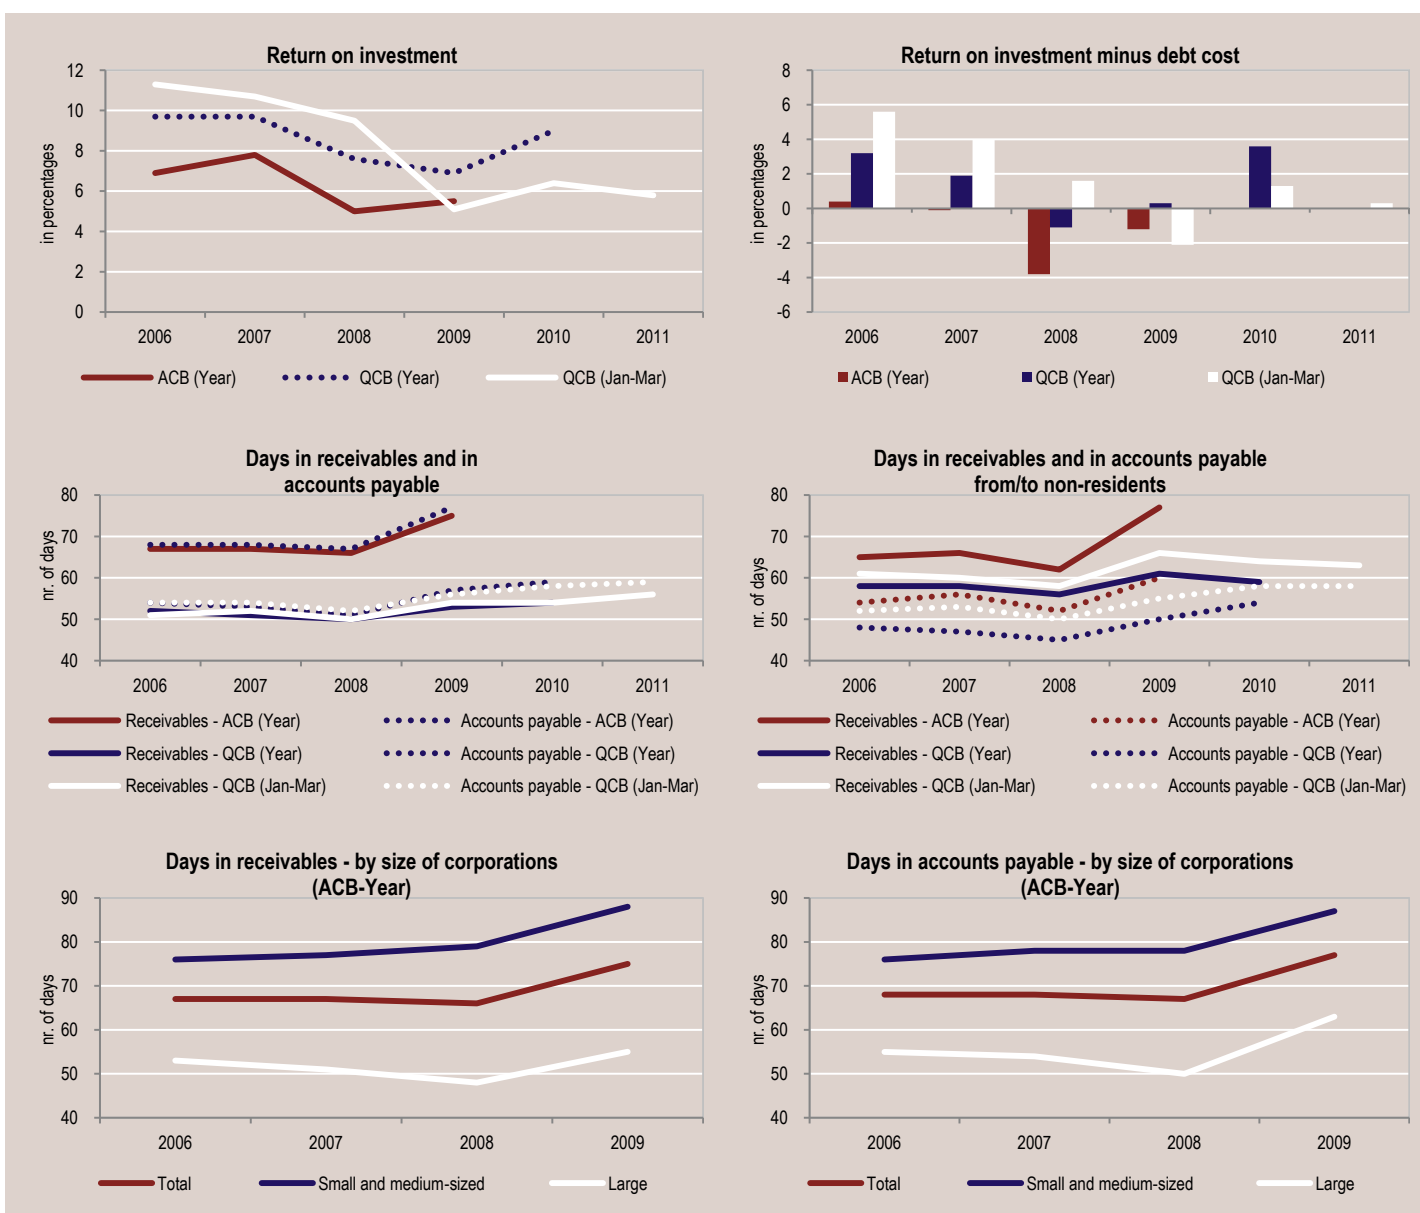 Return on investment
12
10
8
6
4
2
0
in percentages
2006 2007 2008 2009 2010 2011
ACB (Year) QCB (Year) QCB (Jan-Mar)
Return on investment minus debt cost
8
6
4
2
0
-2
-4
-6
in percentages
2006 2007 2008 2009 2010 2011
ACB (Year) QCB (Year) QCB (Jan-Mar)
Days in receivables and in
accounts payable
80
70
60
50
40
nr. of days
2006 2007 2008 2009 2010 2011
Receivables - ACB (Year) Accounts payable - ACB (Year)
Receivables - QCB (Year) Accounts payable - QCB (Year)
Receivables - QCB (Jan-Mar) Accounts payable - QCB (Jan-Mar)
Days in receivables and in accounts payable
from/to non-residents
80
70
60
50
40
nr. of days
2006 2007 2008 2009 2010 2011
Receivables - ACB (Year) Accounts payable - ACB (Year)
Receivables - QCB (Year) Accounts payable - QCB (Year)
Receivables - QCB (Jan-Mar) Accounts payable - QCB (Jan-Mar)
Days in receivables - by size of corporations
(ACB-Year)
90
80
70
60
50
40
nr. of days
2006 2007 2008 2009
Total Small and medium-sized Large
Days in accounts payable - by size of corporations
(ACB-Year)
90
80
70
60
50
40
nr. of days
2006 2007 2008 2009
Total Small and medium-sized Large